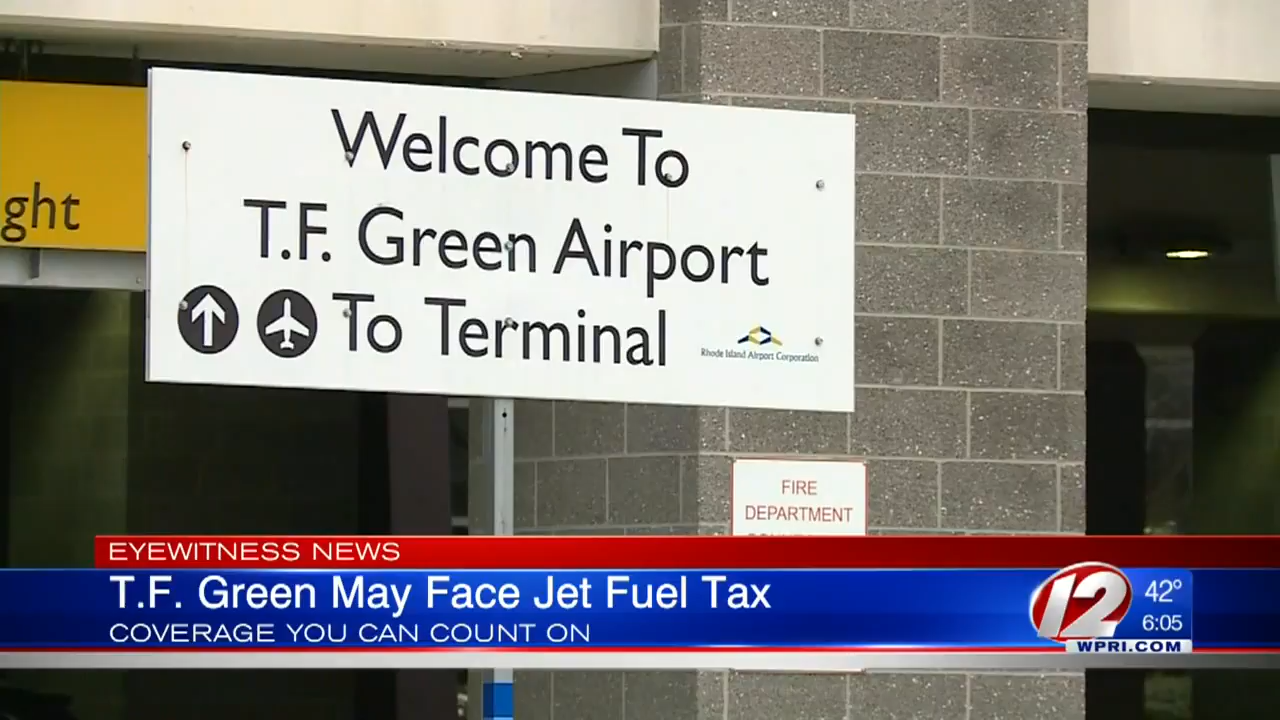 ght
Welcome To
T.F. Green Airport
To Terminal
Rhode Island Airport Corporation
FIRE
DEPARTMENT
EYEWITNESS NEWS
T.F. Green May Face Jet Fuel Tax
COVERAGE YOU CAN COUNT ON
12
42°
6:05
WPRI.COM